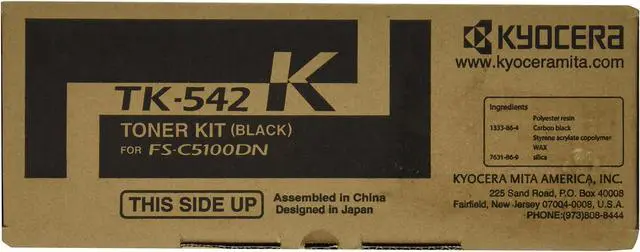 KYOCERA
www.kyoceramita.com
TK-542 K
TONER KIT (BLACK)
FOR FS-C5100DN
Ingredients
Polyester resin
1333-86-4 Carbon black
Styrene acrylate copolymer
WAX
7631-86-9 silica
THIS SIDE UP
Assembled in China
Designed in Japan
KYOCERA MITA AMERICA, INC.
225 Sand Road, P.O. Box 40008
Fairfield, New Jersey 07004-0008, USA
PHONE:(973)808-8444